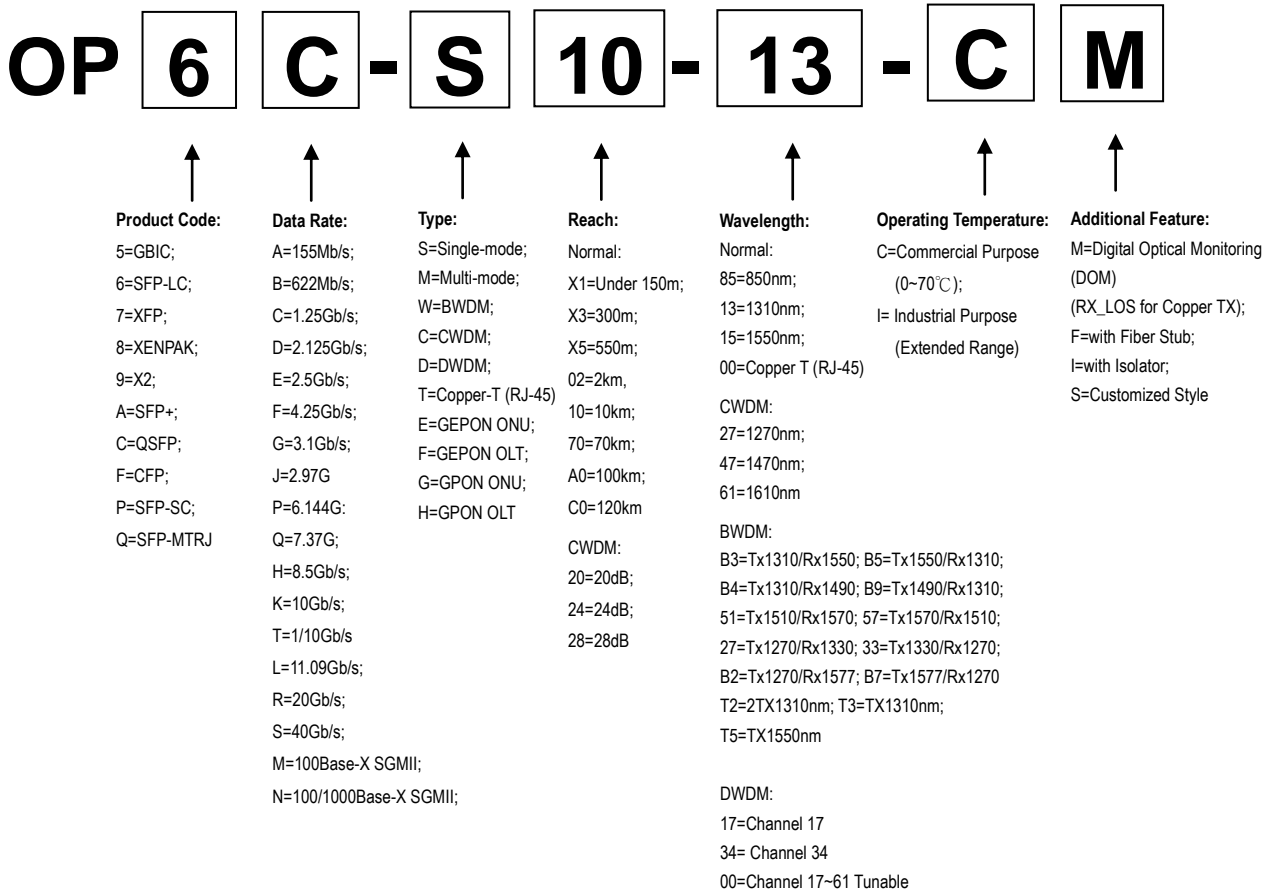 OP 6 C - S 10 - 13 - C M
Product Code:
5=GBIC;
6=SFP-LC;
7=XFP;
8=XENPAK;
9=X2;
A=SFP+;
C=QSFP;
F=CFP;
P=SFP-SC;
Q=SFP-MTRJ
Data Rate:
A=155Mb/s;
B=622Mb/s;
C=1.25Gb/s;
D=2.125Gb/s;
E=2.5Gb/s;
F=4.25Gb/s;
G=3.1Gb/s;
J=2.97G
P=6.144G:
Q=7.37G;
H=8.5Gb/s;
K=10Gb/s;
T=1/10Gb/s
L=11.09Gb/s;
R=20Gb/s;
S=40Gb/s;
M=100Base-X SGMII;
N=100/1000Base-X SGMII;
Type:
S=Single-mode;
M=Multi-mode;
W=BWDM;
C=CWDM;
D=DWDM;
T=Copper-T (RJ-45)
E=GEPON ONU;
F=GEPON OLT;
G=GPON ONU;
H=GPON OLT
Reach:
Normal:
X1=Under 150m;
X3=300m;
X5=550m;
02=2km,
10=10km;
70=70km;
A0=100km;
C0=120km
CWDM:
20=20dB;
24=24dB;
28=28dB
Wavelength:
Normal:
85=850nm;
13=1310nm;
15=1550nm;
00=Copper T (RJ-45)
CWDM:
27=1270nm;
47=1470nm;
61=1610nm
BWDM:
B3=Tx1310/Rx1550; B5=Tx1550/Rx1310;
B4=Tx1310/Rx1490; B9=Tx1490/Rx1310;
51=Tx1510/Rx1570; 57=Tx1570/Rx1510;
27=Tx1270/Rx1330; 33=Tx1330/Rx1270;
B2=Tx1270/Rx1577; B7=Tx1577/Rx1270
T2=2TX1310nm; T3=TX1310nm;
T5=TX1550nm
DWDM:
17=Channel 17
34= Channel 34
00=Channel 17~61 Tunable
Operating Temperature:
C=Commercial Purpose
(0~70℃);
I= Industrial Purpose
(Extended Range)
Additional Feature:
M=Digital Optical Monitoring
(DOM)
(RX_LOS for Copper TX);
F=with Fiber Stub;
I=with Isolator;
S=Customized Style